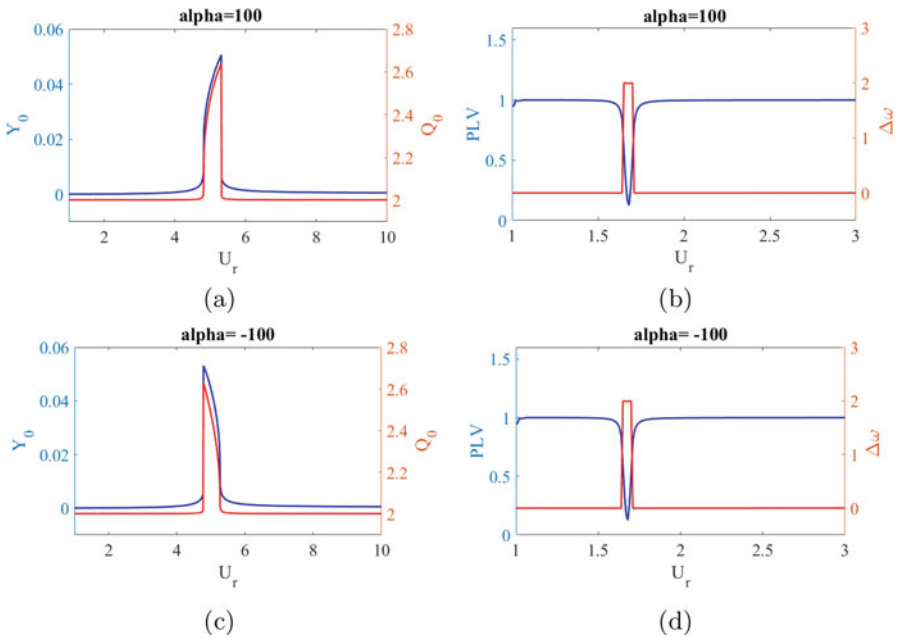 alpha=100
0.06
0.04
0.02
0
Y0
2.8
2.6
2.4
2.2
2
Q0
2 4 6 8 10
Ur
(a)
alpha=100
1.5
1
0.5
0
PLV
3
2
1
0
Δω
1 1.5 2 2.5 3
Ur
(b)
alpha= -100
0.06
0.04
0.02
0
Y0
2.8
2.6
2.4
2.2
2
Q0
2 4 6 8 10
Ur
(c)
alpha= -100
1.5
1
0.5
0
PLV
3
2
1
0
Δω
1 1.5 2 2.5 3
Ur
(d)